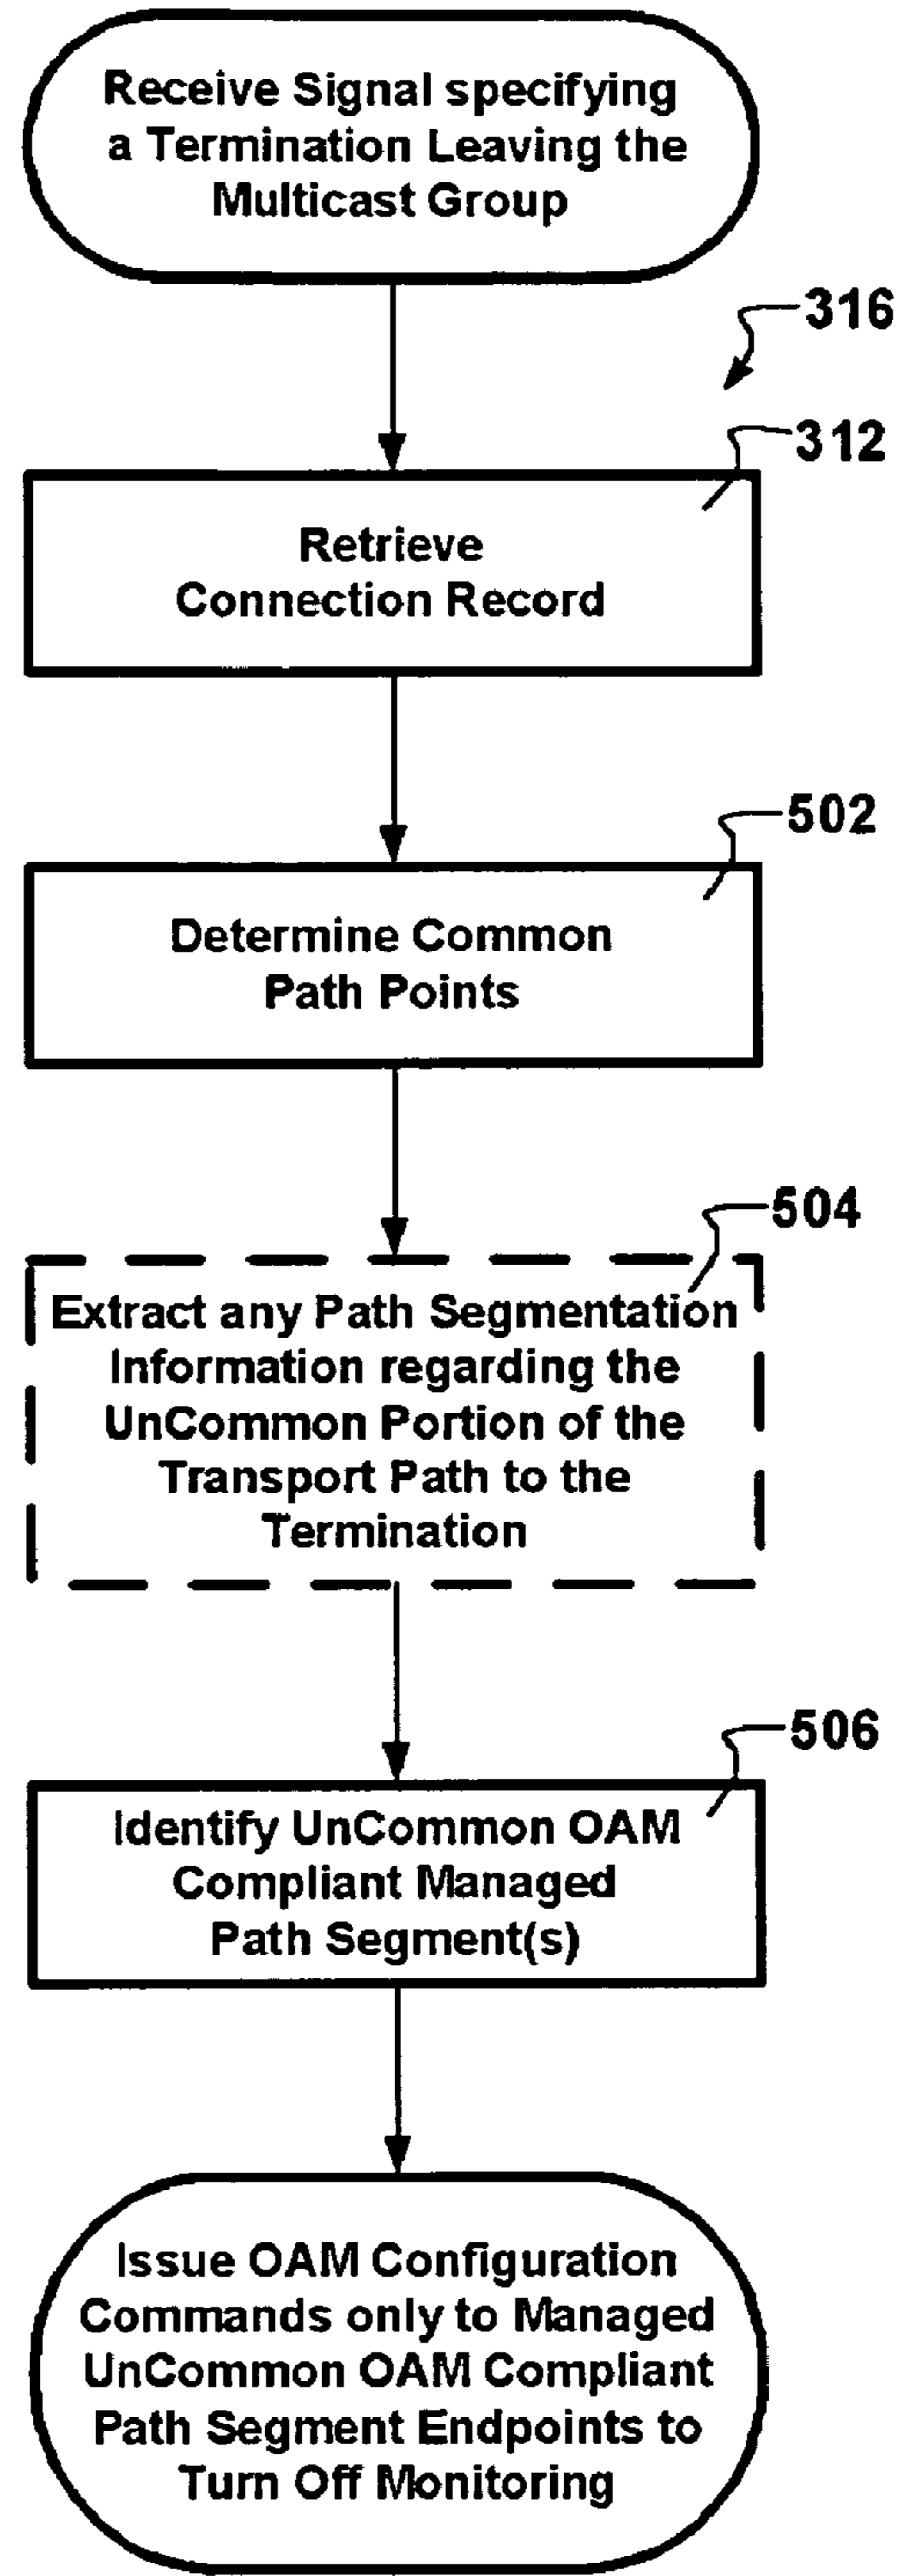 Receive Signal specifying
a Termination Leaving the
Multicast Group
316
312
Retrieve
Connection Record
502
Determine Common
Path Points
504
Extract any Path Segmentation
Information regarding the
UnCommon Portion of the
Transport Path to the
Termination
506
Identify UnCommon OAM
Compliant Managed
Path Segment(s)
Issue OAM Configuration
Commands only to Managed
UnCommon OAM Compliant
Path Segment Endpoints to
Turn Off Monitoring